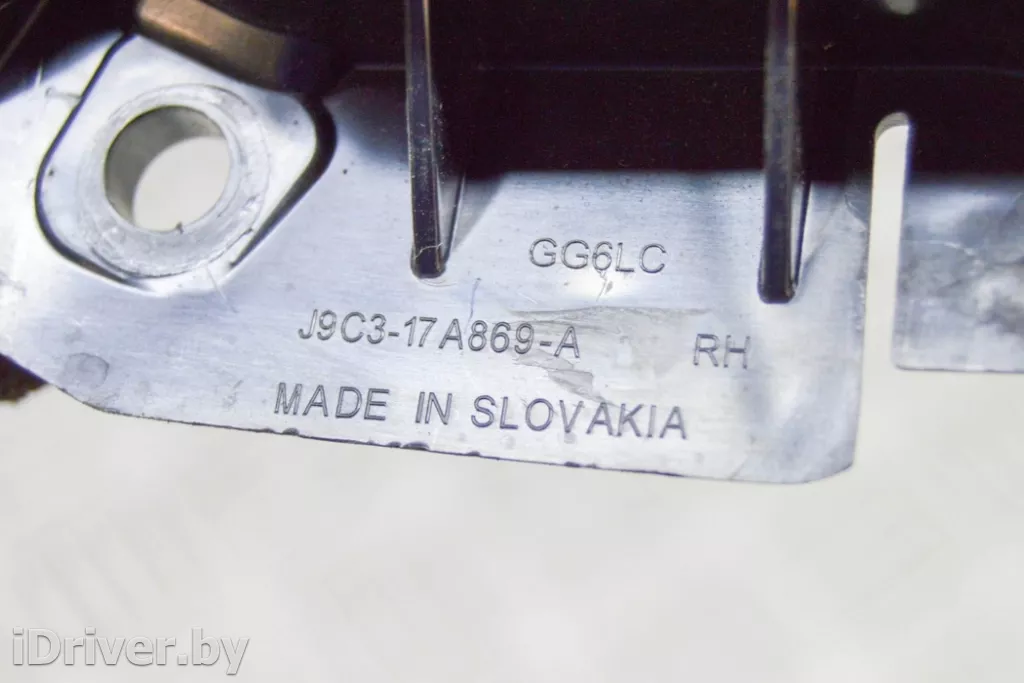 GG6LC
J9C3-17A869-A RH
MADE IN SLOVAKIA
iDriver.by